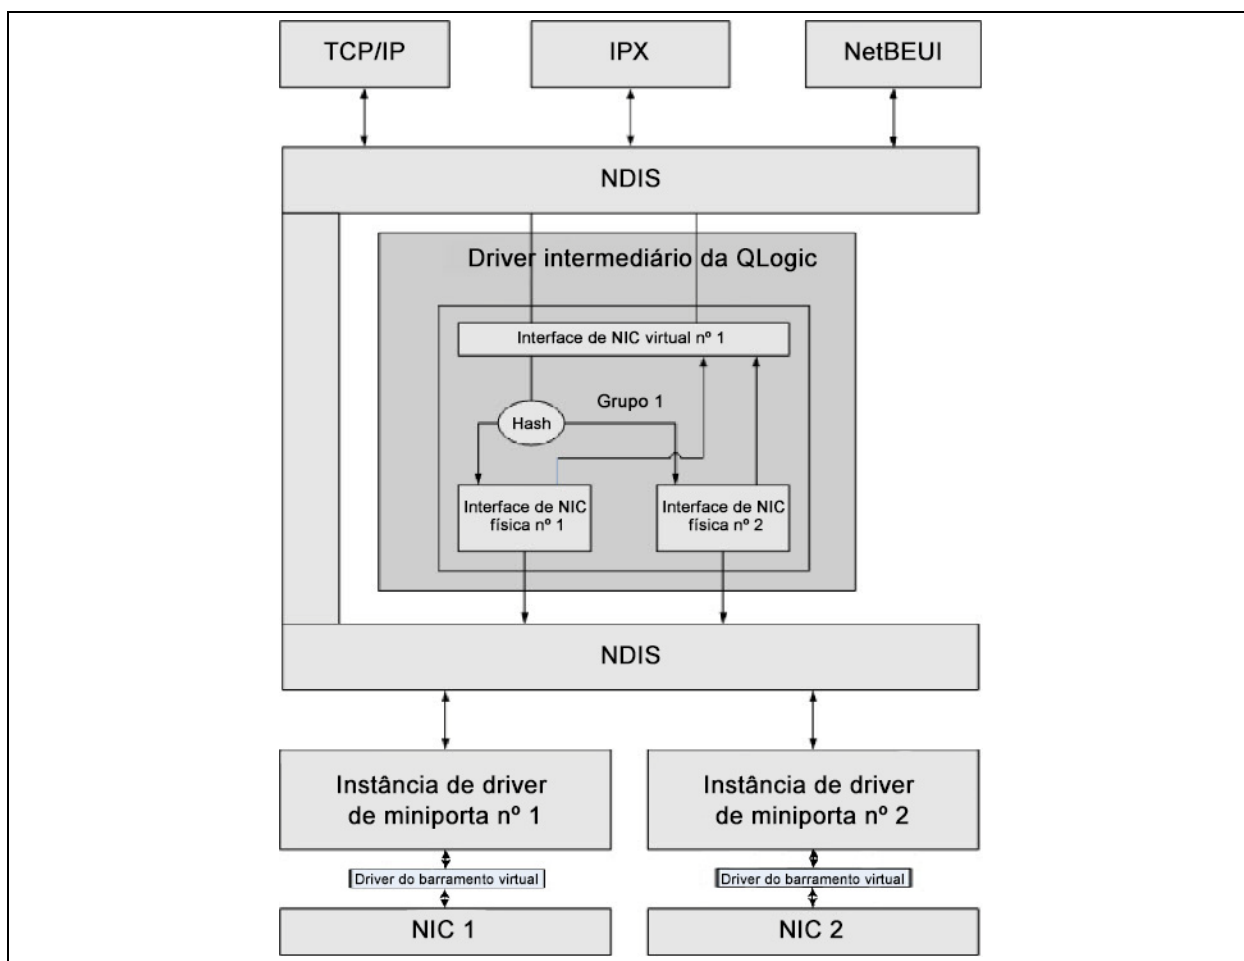 TCP/IP
IPX
NetBEUI
NDIS
Driver intermediário da QLogic
Interface de NIC virtual nº 1
Grupo 1
Hash
Interface de NIC
física nº 1
Interface de NIC
física nº 2
NDIS
Instância de driver
de miniporta nº 1
Instância de driver
de miniporta nº 2
Driver do barramento virtual
Driver do barramento virtual
NIC 1
NIC 2